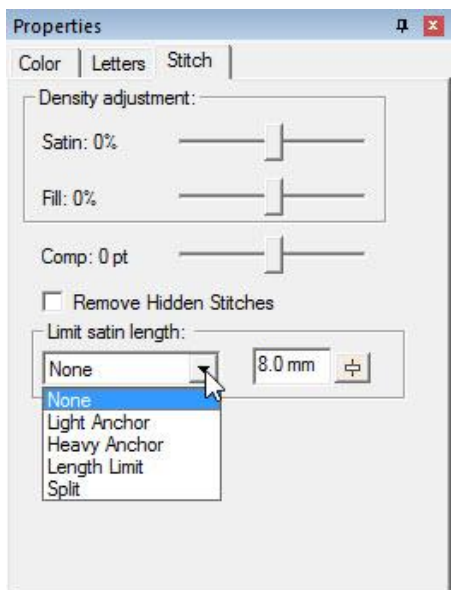 Properties
Color Letters Stitch
Density adjustment:
Satin: 0%
Fill: 0%
Comp: 0 pt
Remove Hidden Stitches
Limit satin length:
None 8.0 mm
None
Light Anchor
Heavy Anchor
Length Limit
Split